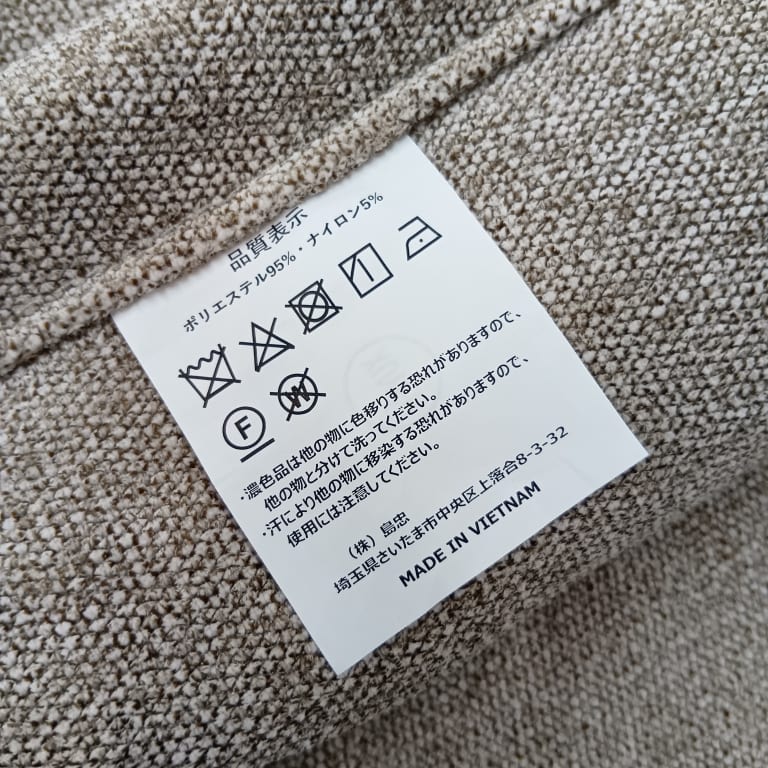 品質表示
ポリエステル95%・ナイロン5%
F W
・濃色品は他の物に色移りする恐れがありますので、
他の物と分けて洗ってください。
・汗により他の物に移染する恐れがありますので、
使用には注意してください。
（株）島忠
埼玉県さいたま市中央区上落合8-3-32
MADE IN VIETNAM